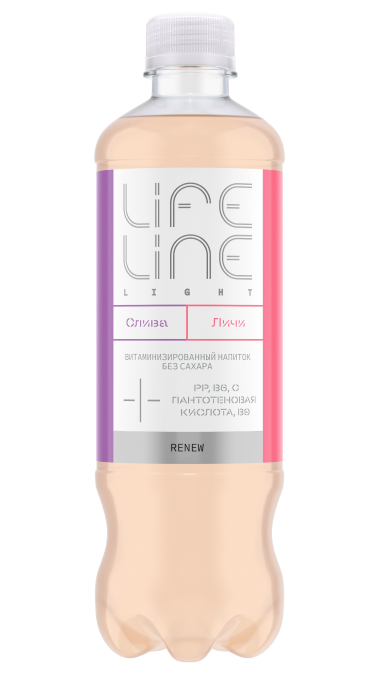 LIFE
LINE
LIGHT
Слива
Личи
ВИТАМИНИЗИРОВАННЫЙ НАПИТОК
БЕЗ САХАРА
PP, B6, C
ПАНТОТЕНОВАЯ
КИСЛОТА, B9
RENEW